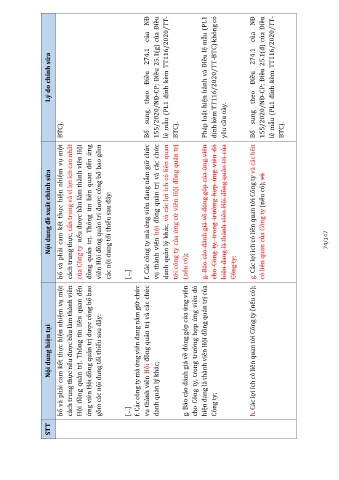 STT
Nội dung hiện tại
Nội dung đề xuất chỉnh sửa
Lý do chỉnh sửa
bố và phải cam kết thực hiện nhiệm vụ một
cách trung thực nếu được bầu làm thành viên
Hội đồng quản trị. Thông tin liên quan đến
ứng viên Hội đồng quản trị được công bố bao
gồm các nội dung tối thiểu sau đây:
[...]
f. Các công ty mà ứng viên đang nắm giữ chức
vụ thành viên Hội đồng quản trị và các chức
danh quản lý khác;
g. Báo cáo đánh giá về đóng góp của ứng viên
cho Công ty, trong trường hợp ứng viên đó
hiện đang là thành viên Hội đồng quản trị của
Công ty;
h. Các lợi ích có liên quan tới Công ty (nếu có);
bố và phải cam kết thực hiện nhiệm vụ một
cách trung thực, cẩn trọng và vì lợi ích cao nhất
của Công ty nếu được bầu làm thành viên Hội
đồng quản trị. Thông tin liên quan đến ứng
viên Hội đồng quản trị được công bố bao gồm
các nội dung tối thiểu sau đây:
[...]
f. Các công ty mà ứng viên đang nắm giữ chức
vụ thành viên hội đồng quản trị và các chức
danh quản lý khác, và các lợi ích có liên quan
tới công ty của ứng cử viên Hội đồng quản trị
(nếu có);
g. Báo cáo đánh giá về đóng góp của ứng viên
cho Công ty, trong trường hợp ứng viên đó
hiện đang là thành viên Hội đồng quản trị của
Công ty;
g. Các lợi ích có liên quan tới Công ty và các bên
có liên quan của Công ty (nếu có); và
BTC).
Bổ sung theo Điều 274.1 của NĐ
155/2020/NĐ-CP; Điều 25.1(g) của Điều
lệ mẫu (PL1 đính kèm TT116/2020/TT-
BTC).
Pháp luật hiện hành và Điều lệ mẫu (PL1
đính kèm TT116/2020/TT-BTC) không có
yêu cầu này.
Bổ sung theo Điều 274.1 của NĐ
155/2020/NĐ-CP; Điều 25.1(đ) của Điều
lệ mẫu (PL1 đính kèm TT116/2020/TT-
BTC).
74/147